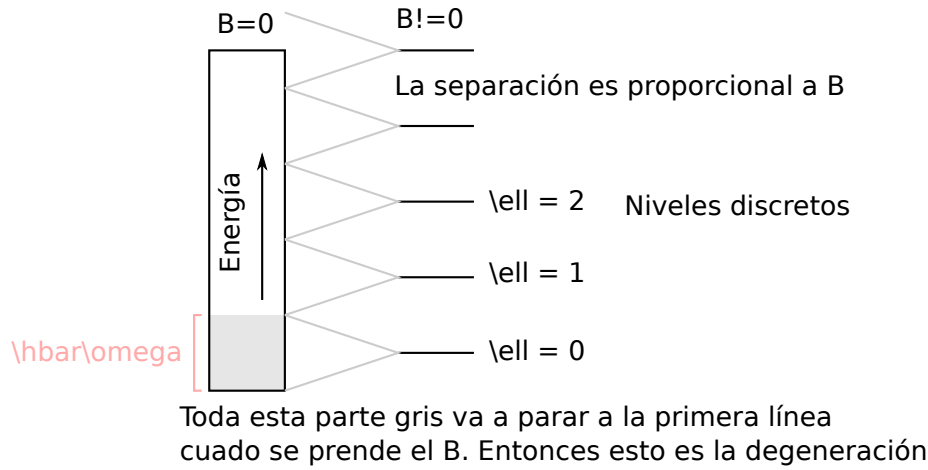 B=0
B!=0
La separación es proporcional a B
Energía
\ell = 2
Niveles discretos
\ell = 1
\hbar\omega
\ell = 0
Toda esta parte gris va a parar a la primera línea
cuado se prende el B. Entonces esto es la degeneración